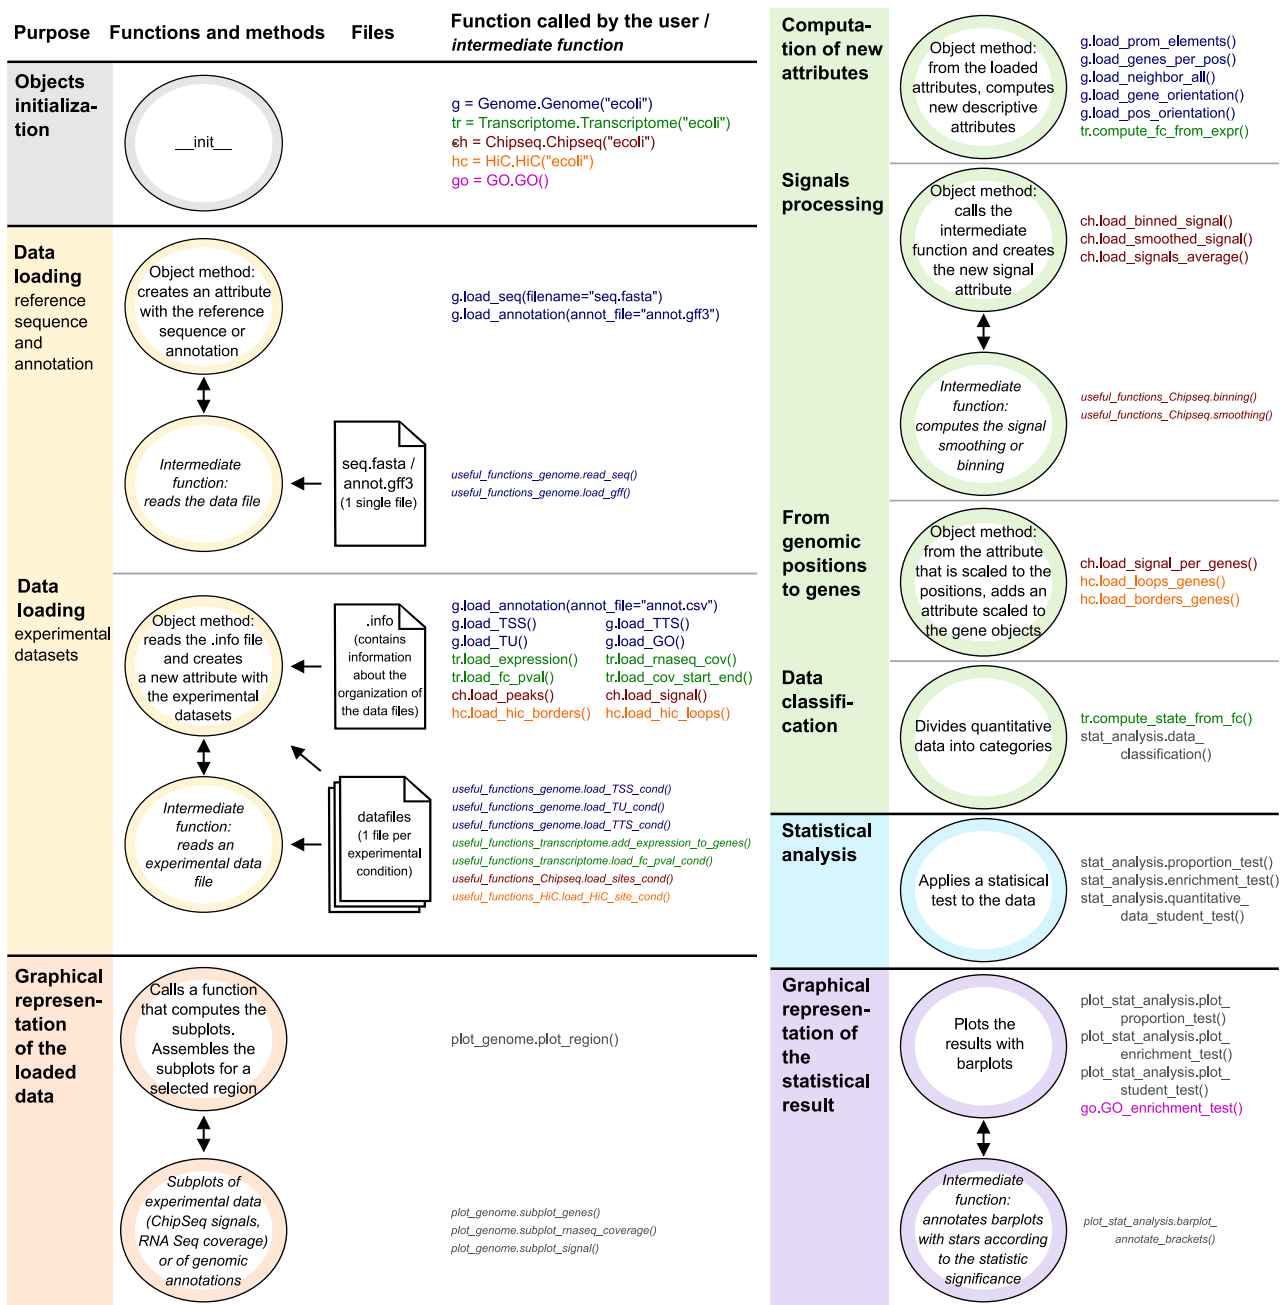 Purpose
Functions and methods
Files
Function called by the user /
intermediate function
Objects
initializa-
tion
__init__
g = Genome.Genome("ecoli")
tr = Transcriptome.Transcriptome("ecoli")
ch = Chipseq.Chipseq("ecoli")
hc = HiC.HiC("ecoli")
go = GO.GO()
Data
loading
reference
sequence
and
annotation
Object method:
creates an attribute
with the reference
sequence or
annotation
g.load_seq(filename="seq.fasta")
g.load_annotation(annot_file="annot.gff3")
Intermediate
function:
reads the data file
seq.fasta /
annot.gff3
(1 single file)
useful_functions_genome.read_seq()
useful_functions_genome.load_gff()
Data
loading
experimental
datasets
Object method:
reads the .info file
and creates
a new attribute with
the experimental
datasets
.info
(contains
information
about the
organization of
the data files)
g.load_annotation(annot_file="annot.csv")
g.load_TSS() g.load_TTS()
g.load_TU() g.load_GO()
tr.load_expression() tr.load_rnaseq_cov()
tr.load_fc_pval() tr.load_cov_start_end()
ch.load_peaks() ch.load_signal()
hc.load_hic_borders() hc.load_hic_loops()
Intermediate
function:
reads an
experimental data
file
datafiles
(1 file per
experimental
condition)
useful_functions_genome.load_TSS_cond()
useful_functions_genome.load_TU_cond()
useful_functions_genome.load_TTS_cond()
useful_functions_transcriptome.add_expression_to_genes()
useful_functions_transcriptome.load_fc_pval_cond()
useful_functions_Chipseq.load_sites_cond()
useful_functions_HiC.load_HiC_site_cond()
Graphical
represen-
tation
of the
loaded
data
Calls a function
that computes the
subplots.
Assembles the
subplots for a
selected region
plot_genome.plot_region()
Subplots of
experimental data
(ChipSeq signals,
RNA Seq coverage)
or of genomic
annotations
plot_genome.subplot_genes()
plot_genome.subplot_rnaseq_coverage()
plot_genome.subplot_signal()
Computa-
tion of new
attributes
Object method:
from the loaded
attributes, computes
new descriptive
attributes
g.load_prom_elements()
g.load_genes_per_pos()
g.load_neighbor_all()
g.load_gene_orientation()
g.load_pos_orientation()
tr.compute_fc_from_expr()
Signals
processing
Object method:
calls the
intermediate
function and creates
the new signal
attribute
ch.load_binned_signal()
ch.load_smoothed_signal()
ch.load_signals_average()
Intermediate
function:
computes the signal
smoothing or
binning
useful_functions_Chipseq.binning()
useful_functions_Chipseq.smoothing()
From
genomic
positions
to genes
Object method:
from the attribute
that is scaled to the
positions, adds an
attribute scaled to
the gene objects
ch.load_signal_per_genes()
hc.load_loops_genes()
hc.load_borders_genes()
Data
classifi-
cation
Divides quantitative
data into categories
tr.compute_state_from_fc()
stat_analysis.data_
classification()
Statistical
analysis
Applies a statisical
test to the data
stat_analysis.proportion_test()
stat_analysis.enrichment_test()
stat_analysis.quantitative_
data_student_test()
Graphical
represen-
tation of
the
statistical
result
Plots the
results with
barplots
plot_stat_analysis.plot_
proportion_test()
plot_stat_analysis.plot_
enrichment_test()
plot_stat_analysis.plot_
student_test()
go.GO_enrichment_test()
Intermediate
function:
annotates barplots
with stars according
to the statistic
significance
plot_stat_analysis.barplot_
annotate_brackets()